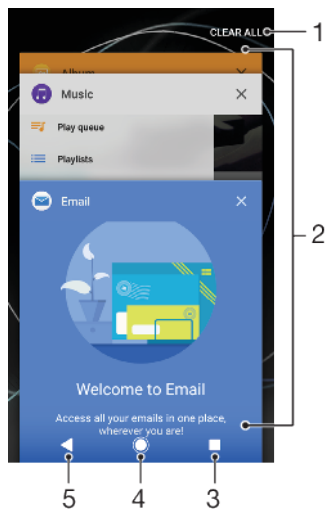 CLEAR ALL
1
Album
Music
Play queue
Playlists
2
Email
Welcome to Email
Access all your emails in one place,
wherever you are!
5
4
3